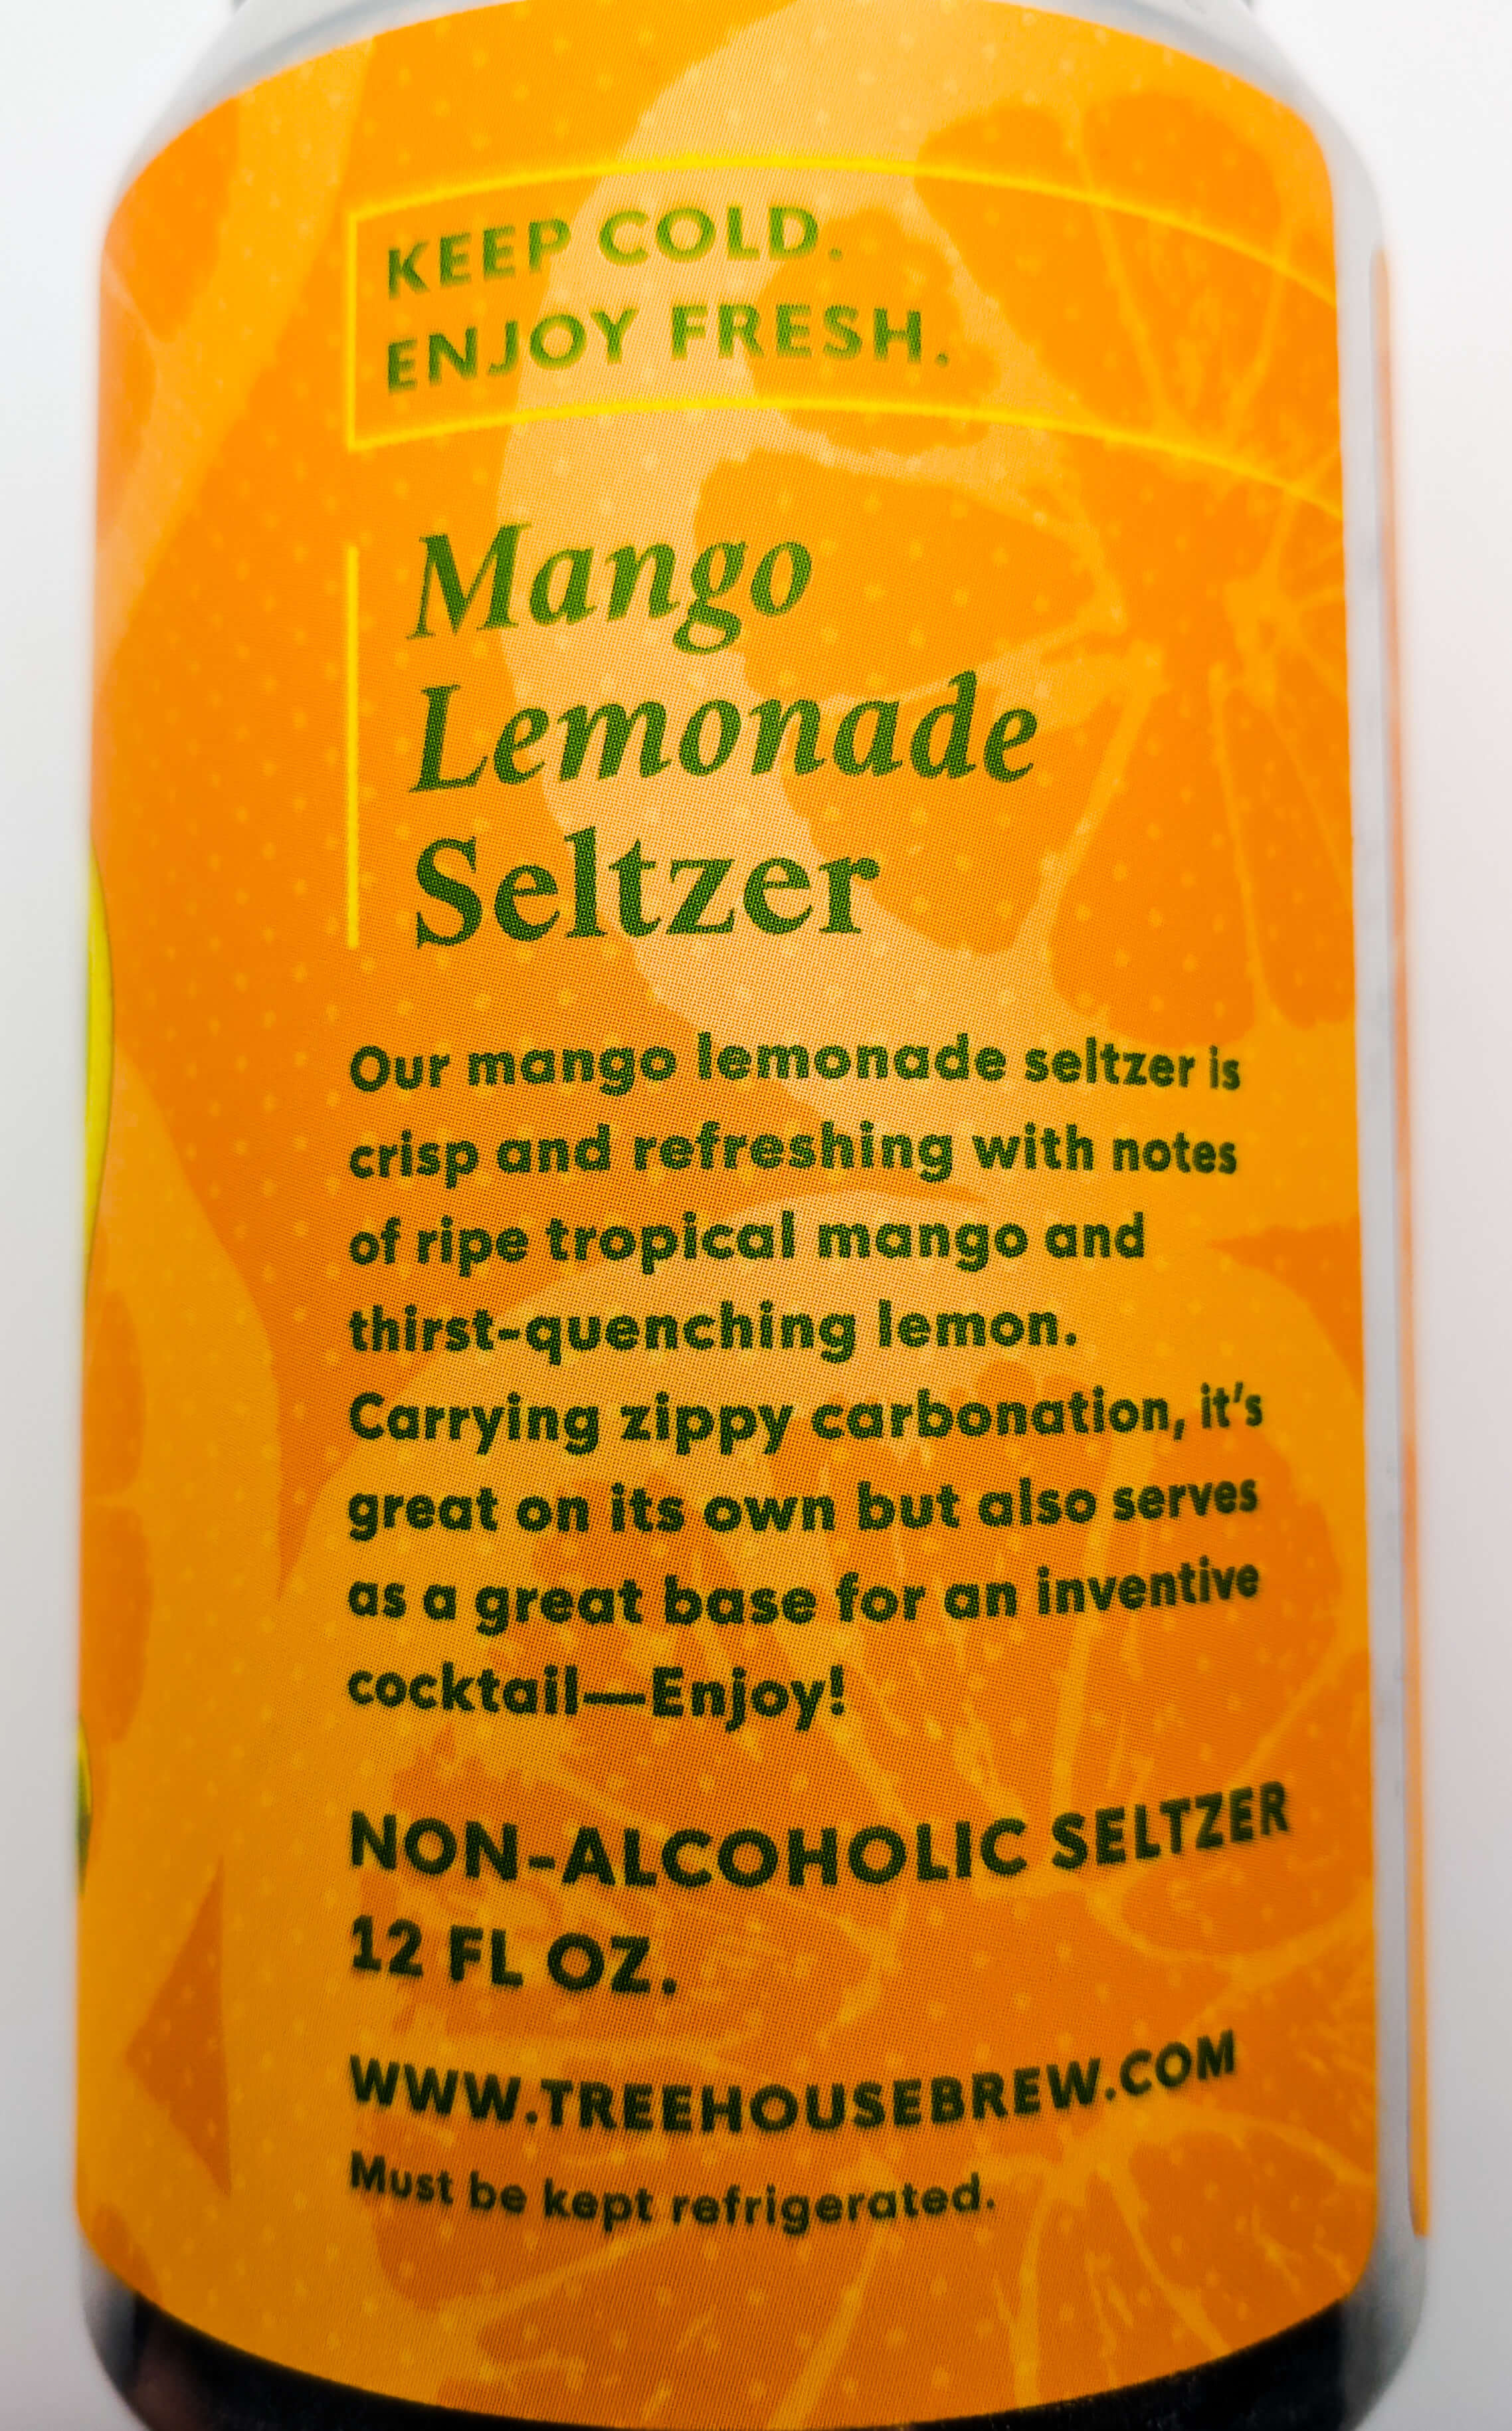 KEEP COLD.
ENJOY FRESH.
Mango
Lemonade
Seltzer
Our mango lemonade seltzer is
crisp and refreshing with notes
of ripe tropical mango and
thirst-quenching lemon.
Carrying zippy carbonation, it's
great on its own but also serves
as a great base for an inventive
cocktail—Enjoy!
NON-ALCOHOLIC SELTZER
12 FL OZ.
WWW.TREEHOUSEBREW.COM
Must be kept refrigerated.